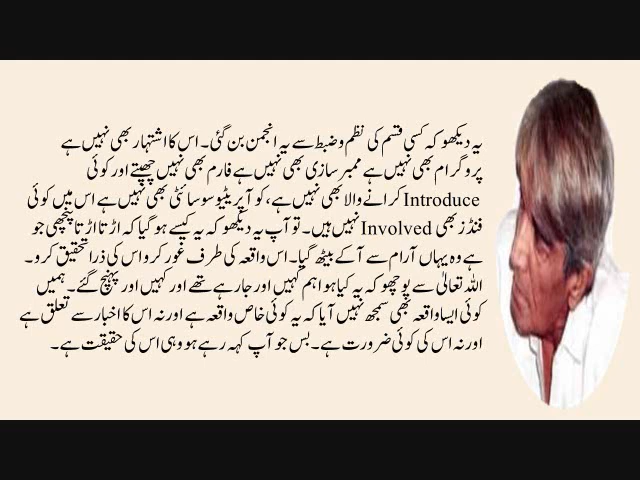 یہ دیکھو کہ کسی قسم کی نظم و ضبط سے یہ انجمن بن گئی۔ اس کا اشتہار بھی نہیں ہے
پروگرام بھی نہیں ہے ممبر سازی بھی نہیں ہے فارم بھی نہیں چھپتے اور کوئی
Introduce کرانے والا بھی نہیں ہے، کوآپریٹیو سوسائٹی بھی نہیں ہے اس میں کوئی
فنڈز بھی Involved نہیں ہیں۔ تو آپ یہ دیکھو کہ یہ کیسے ہو گیا کہ اڑتا اڑتا پنچھی جو
ہے وہ یہاں آرام سے آکے بیٹھ گیا۔ اس واقعہ کی طرف غور کرو اس کی ذرا تحقیق کرو۔
اللہ تعالیٰ سے پوچھو کہ یہ کیا ہوا ہم کہیں اور جا رہے تھے اور کہیں اور پہنچ گئے۔ ہمیں
کوئی ایسا واقعہ بھی سمجھ نہیں آیا کہ یہ کوئی خاص واقعہ ہے اور نہ اس کا اخبار سے تعلق ہے
اور نہ اس کی کوئی ضرورت ہے۔ بس جو آپ کہہ رہے ہو وہی اس کی حقیقت ہے۔